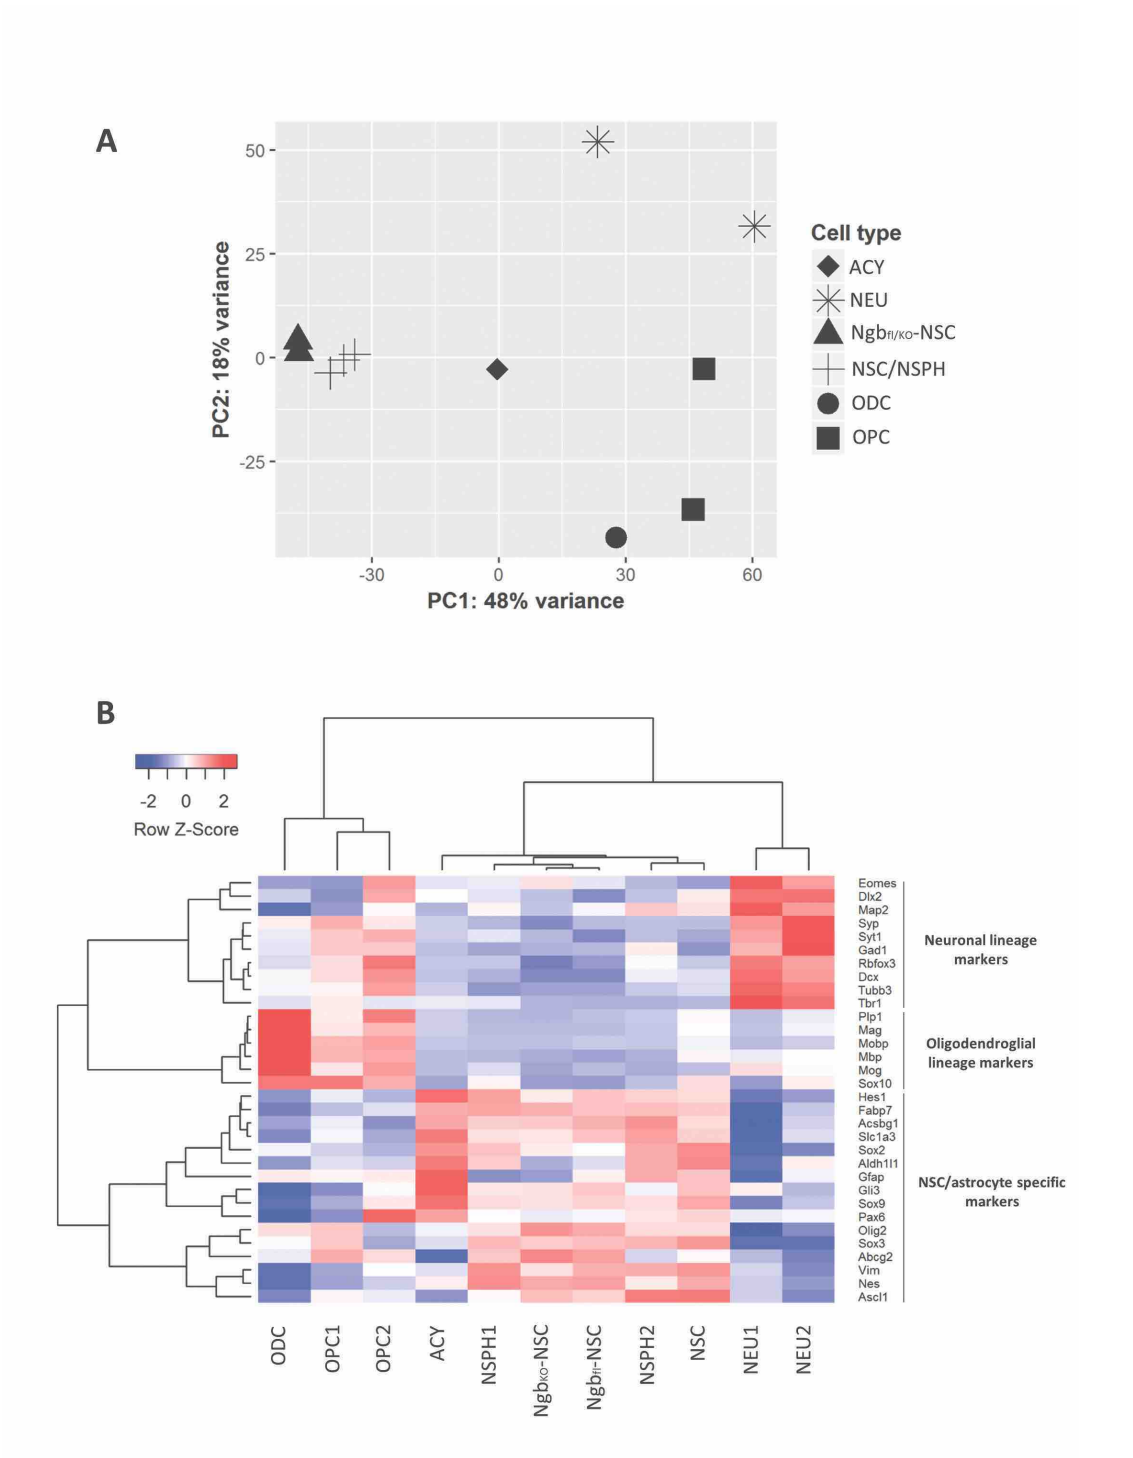 A
50
25
0
-25
PC2: 18% variance
-30 0 30 60
PC1: 48% variance
Cell type
ACY
NEU
Ngbfl/KO-NSC
NSC/NSPH
ODC
OPC
B
-2 0 2
Row Z-Score
Eomes
Dlx2
Map2
Syp
Syt1
Gad1
Rbfox3
Dcx
Tubb3
Tbr1
Neuronal lineage
markers
Plp1
Mag
Mobp
Mbp
Mog
Sox10
Oligodendroglial
lineage markers
Hes1
Fabp7
Acsbg1
Slc1a3
Sox2
Aldh1l1
Gfap
Gli3
Sox9
Pax6
Olig2
Sox3
Abcg2
Vim
Nes
Ascl1
NSC/astrocyte specific
markers
ODC
OPC1
OPC2
ACY
NSPH1
NgbKO-NSC
Ngbfl-NSC
NSPH2
NSC
NEU1
NEU2